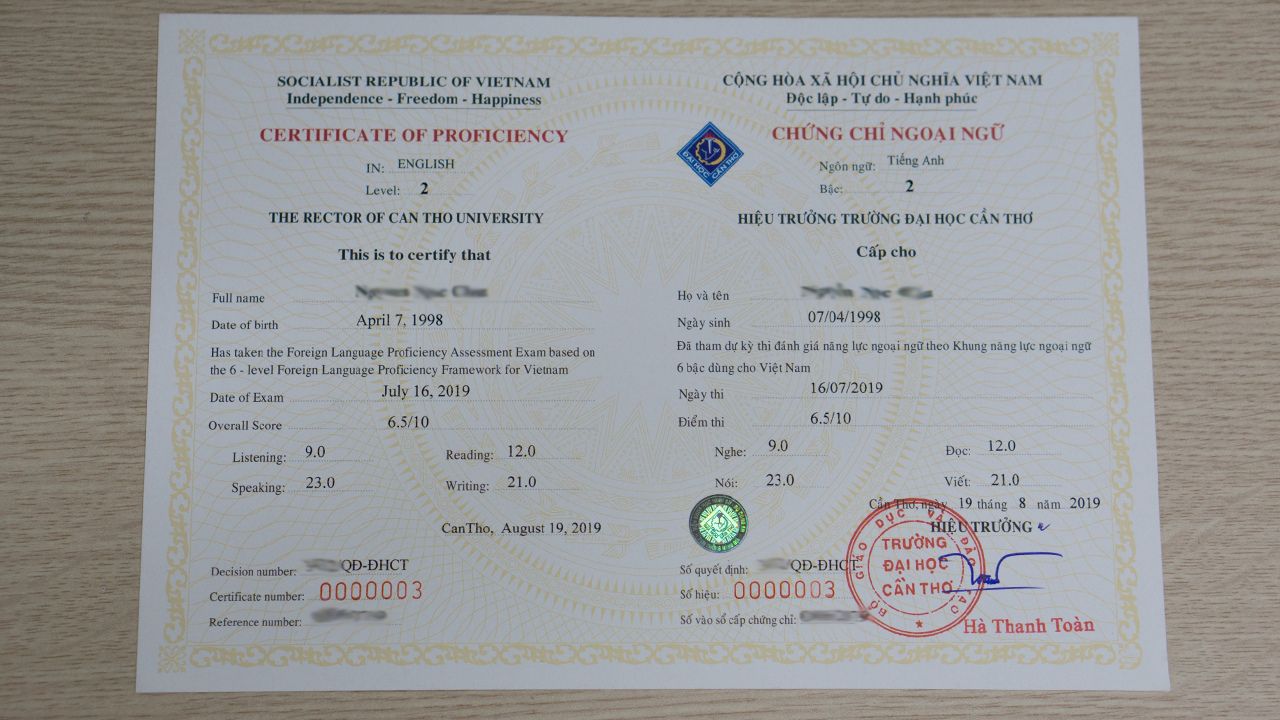 SOCIALIST REPUBLIC OF VIETNAM
Independence - Freedom - Happiness
CERTIFICATE OF PROFICIENCY
IN: ENGLISH
Level: 2
THE RECTOR OF CAN THO UNIVERSITY
This is to certify that
Full name
Date of birth April 7, 1998
Has taken the Foreign Language Proficiency Assessment Exam based on
the 6 - level Foreign Language Proficiency Framework for Vietnam
Date of Exam July 16, 2019
Overall Score 6.5/10
Listening: 9.0 Reading: 12.0
Speaking: 23.0 Writing: 21.0
CanTho, August 19, 2019
Decision number: QĐ-ĐHCT
Certificate number: 0000003
Reference number:
ĐẠI HỌC CẦN THƠ
CỘNG HÒA XÃ HỘI CHỦ NGHĨA VIỆT NAM
Độc lập - Tự do - Hạnh phúc
CHỨNG CHỈ NGOẠI NGỮ
Ngôn ngữ: Tiếng Anh
Bậc: 2
HIỆU TRƯỞNG TRƯỜNG ĐẠI HỌC CẦN THƠ
Cấp cho
Họ và tên
Ngày sinh 07/04/1998
Đã tham dự kỳ thi đánh giá năng lực ngoại ngữ theo Khung năng lực ngoại ngữ
6 bậc dùng cho Việt Nam
Ngày thi 16/07/2019
Điểm thi 6.5/10
Nghe: 9.0 Đọc: 12.0
Nói: 23.0 Viết: 21.0
Cần Thơ, ngày 19 tháng 8 năm 2019
HIỆU TRƯỞNG
Số quyết định: QĐ-ĐHCT
Số hiệu: 0000003
Số vào sổ cấp chứng chỉ:
BỘ GIÁO DỤC VÀ ĐÀO TẠO
TRƯỜNG
ĐẠI HỌC
CẦN THƠ
Hà Thanh Toàn